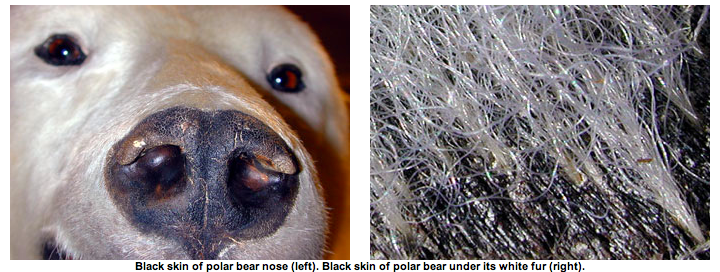 Black skin of polar bear nose (left). Black skin of polar bear under its white fur (right).